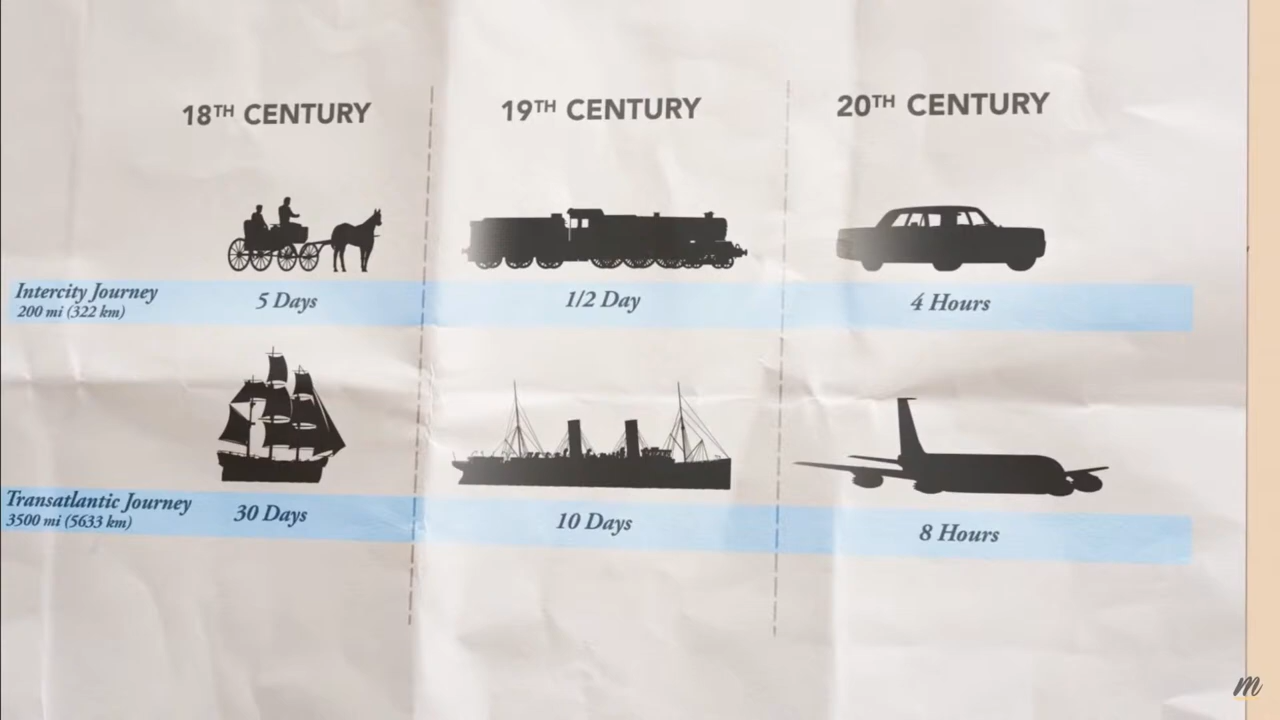 18TH CENTURY
19TH CENTURY
20TH CENTURY
Intercity Journey
200 mi (322 km)
5 Days
1/2 Day
4 Hours
Transatlantic Journey
3500 mi (5633 km)
30 Days
10 Days
8 Hours
m